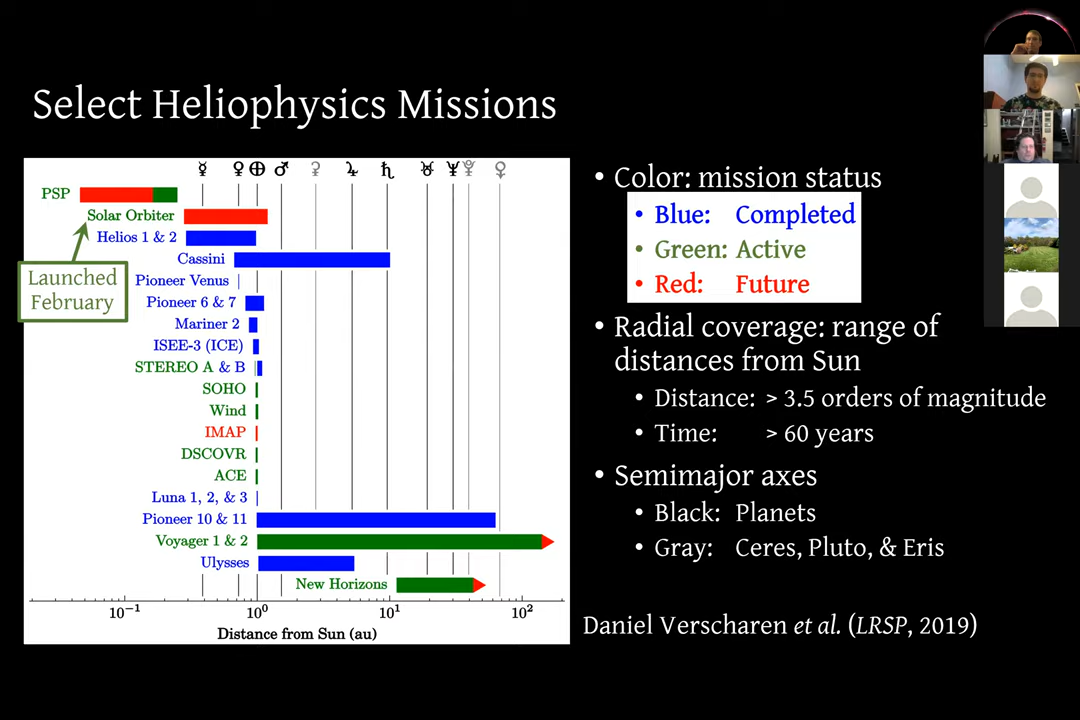 Select Heliophysics Missions
☿ ♀ ⊕ ♂ ⚳ ♃ ♄ ♅ ♆ ♀
PSP
Solar Orbiter
Helios 1 & 2
Cassini
Launched
February
Pioneer Venus
Pioneer 6 & 7
Mariner 2
ISEE-3 (ICE)
STEREO A & B
SOHO
Wind
IMAP
DSCOVR
ACE
Luna 1, 2, & 3
Pioneer 10 & 11
Voyager 1 & 2
Ulysses
New Horizons
10⁻¹ 10⁰ 10¹ 10²
Distance from Sun (au)
• Color: mission status
• Blue: Completed
• Green: Active
• Red: Future
• Radial coverage: range of
distances from Sun
• Distance: > 3.5 orders of magnitude
• Time: > 60 years
• Semimajor axes
• Black: Planets
• Gray: Ceres, Pluto, & Eris
Daniel Verscharen et al. (LRSP, 2019)